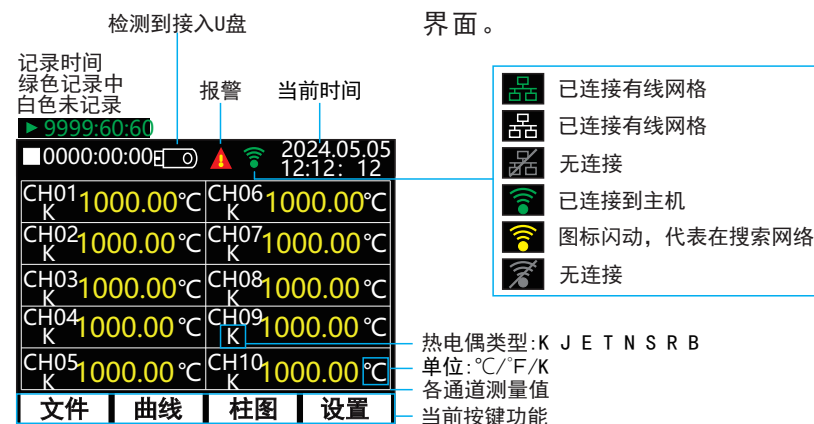 检测到接入U盘
界面。
记录时间
绿色记录中
白色未记录
报警
当前时间
9999:60:60
0000:00:00
2024.05.05
12:12: 12
已连接有线网格
已连接有线网格
无连接
已连接到主机
图标闪动，代表在搜索网络
无连接
CH01 K 1000.00℃ CH06 K 1000.00℃
CH02 K 1000.00℃ CH07 K 1000.00℃
CH03 K 1000.00℃ CH08 K 1000.00℃
CH04 K 1000.00℃ CH09 K 1000.00℃
CH05 K 1000.00℃ CH10 K 1000.00℃
热电偶类型:K J E T N S R B
单位:℃/℉/K
各通道测量值
文件 曲线 柱图 设置
当前按键功能